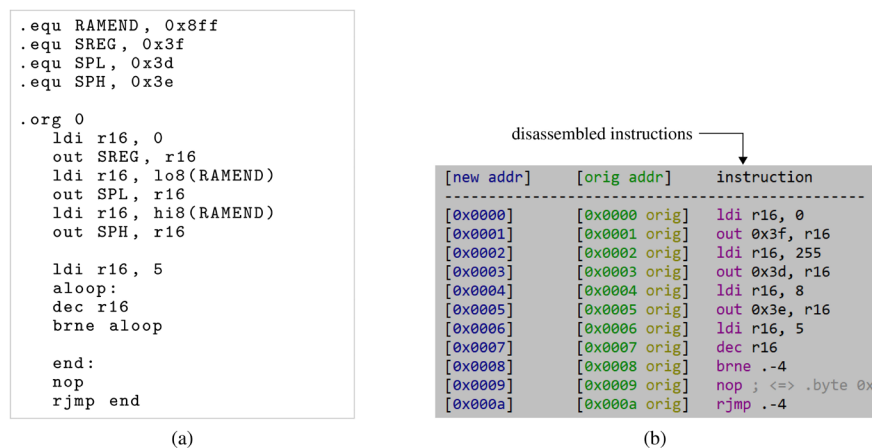 .equ RAMEND, 0x8ff
.equ SREG, 0x3f
.equ SPL, 0x3d
.equ SPH, 0x3e
.org 0
ldi r16, 0
out SREG, r16
ldi r16, lo8(RAMEND)
out SPL, r16
ldi r16, hi8(RAMEND)
out SPH, r16
ldi r16, 5
aloop:
dec r16
brne aloop
end:
nop
rjmp end
(a)
disassembled instructions
[new addr] [orig addr] instruction
--------------------------------------------------
[0x0000] [0x0000 orig] ldi r16, 0
[0x0001] [0x0001 orig] out 0x3f, r16
[0x0002] [0x0002 orig] ldi r16, 255
[0x0003] [0x0003 orig] out 0x3d, r16
[0x0004] [0x0004 orig] ldi r16, 8
[0x0005] [0x0005 orig] out 0x3e, r16
[0x0006] [0x0006 orig] ldi r16, 5
[0x0007] [0x0007 orig] dec r16
[0x0008] [0x0008 orig] brne .-4
[0x0009] [0x0009 orig] nop ; <=> .byte 0x
[0x000a] [0x000a orig] rjmp .-4
(b)